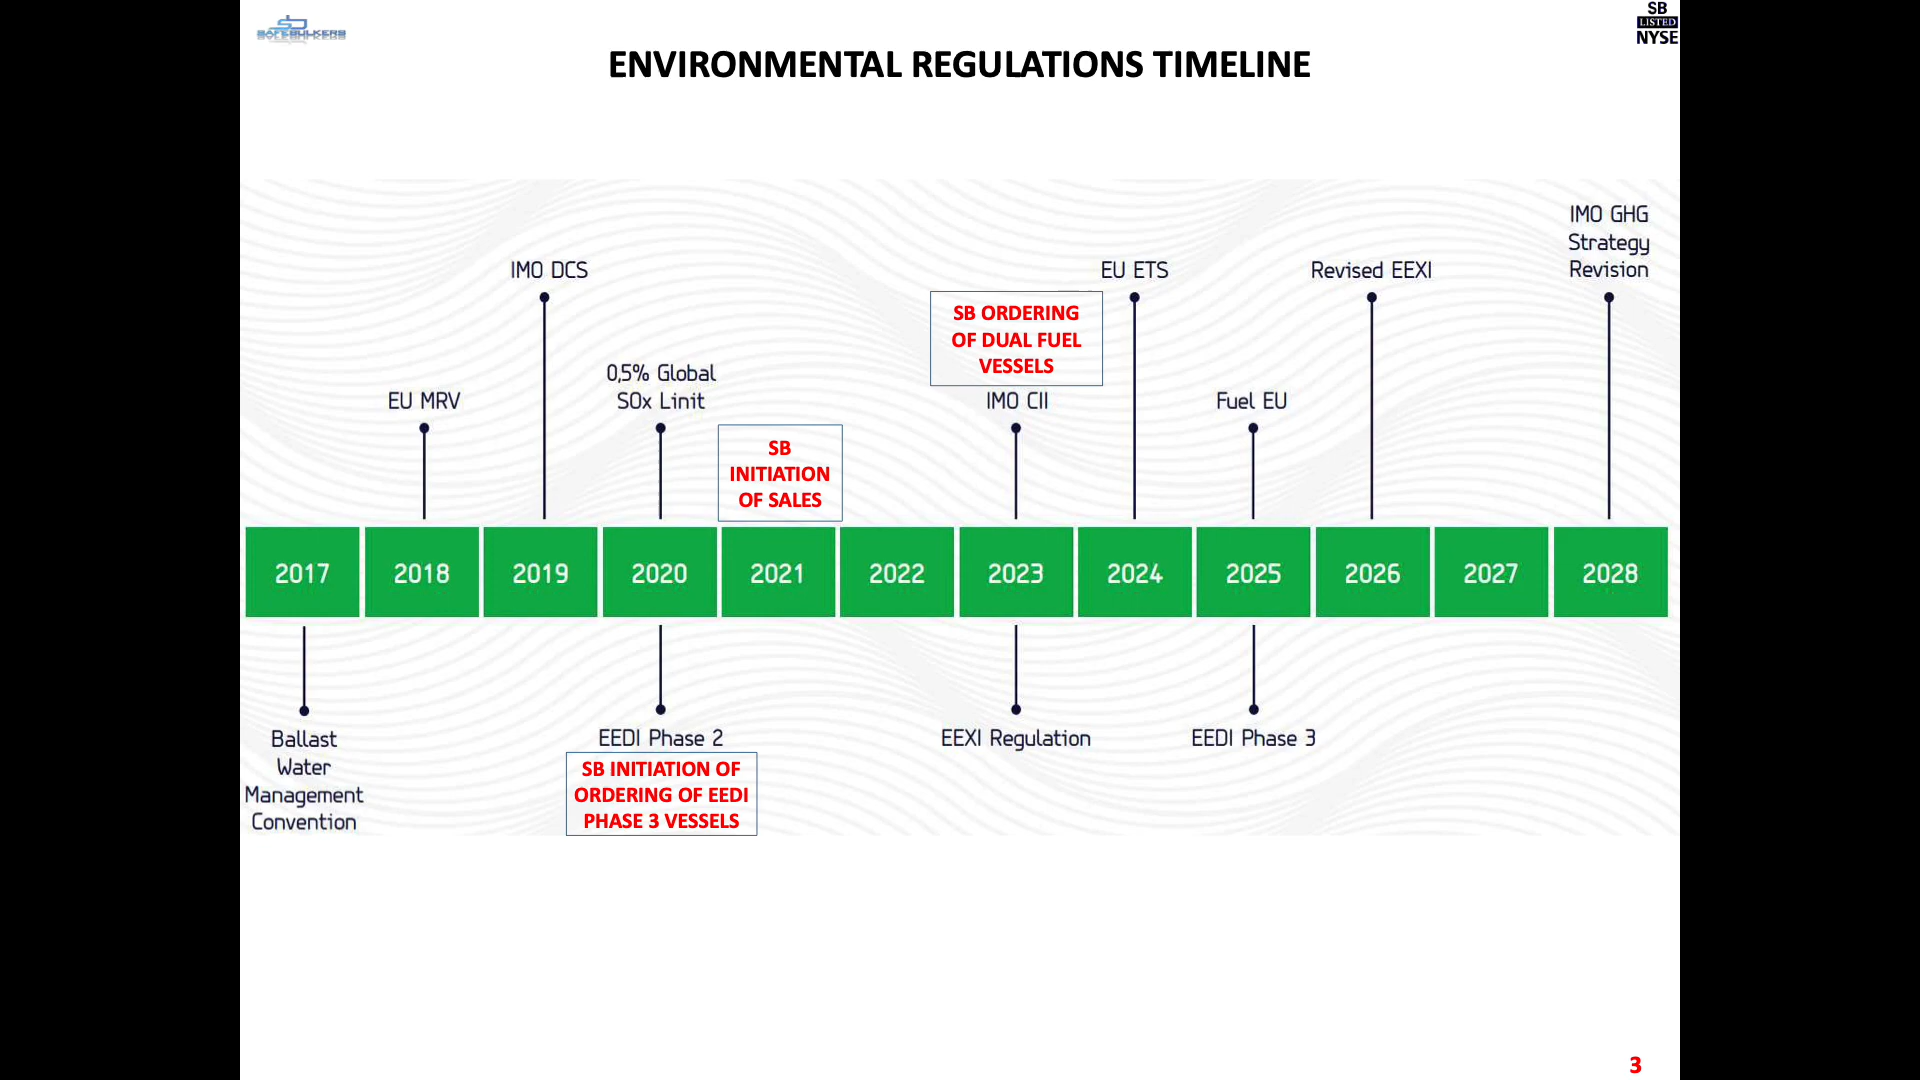 SAFEBULKERS
SB
LISTED
NYSE
ENVIRONMENTAL REGULATIONS TIMELINE
IMO GHG
Strategy
Revision
IMO DCS
EU ETS
Revised EEXI
SB ORDERING
OF DUAL FUEL
VESSELS
0,5% Global
SOx Linit
EU MRV
IMO CII
Fuel EU
SB
INITIATION
OF SALES
2017
2018
2019
2020
2021
2022
2023
2024
2025
2026
2027
2028
Ballast
Water
Management
Convention
EEDI Phase 2
SB INITIATION OF
ORDERING OF EEDI
PHASE 3 VESSELS
EEXI Regulation
EEDI Phase 3
3